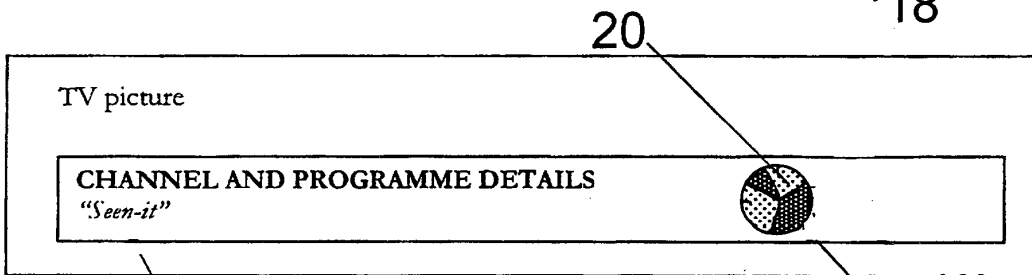 18
20
TV picture
CHANNEL AND PROGRAMME DETAILS
"Seen-it"